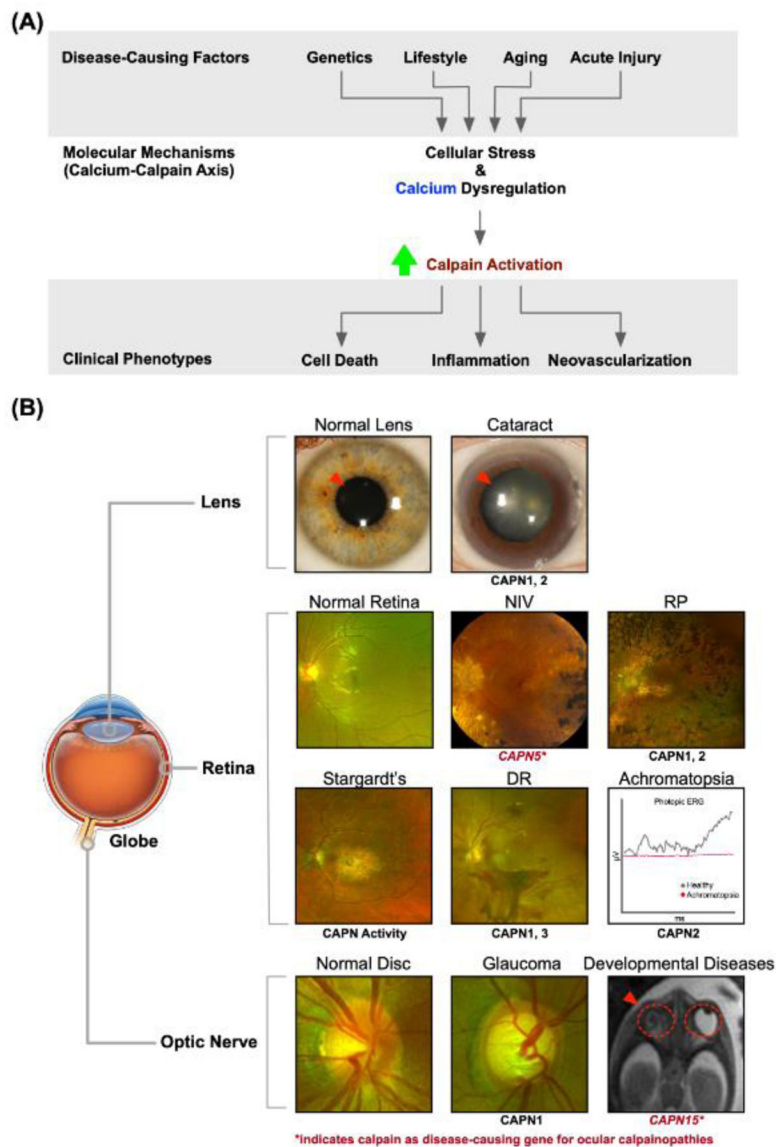 (A)
Disease-Causing Factors Genetics Lifestyle Aging Acute Injury
Molecular Mechanisms
(Calcium-Calpain Axis)
Cellular Stress
&
Calcium Dysregulation
Calpain Activation
Clinical Phenotypes Cell Death Inflammation Neovascularization
(B)
Normal Lens Cataract
Lens
CAPN1, 2
Normal Retina NIV RP
CAPN5* CAPN1, 2
Retina
Globe
Stargardt's DR Achromatopsia
Photopic ERG
µV
Healthy
Achromatopsia
CAPN Activity CAPN1, 3 CAPN2
Normal Disc Glaucoma Developmental Diseases
Optic Nerve
CAPN1 CAPN15*
*indicates calpain as disease-causing gene for ocular calpainopathies